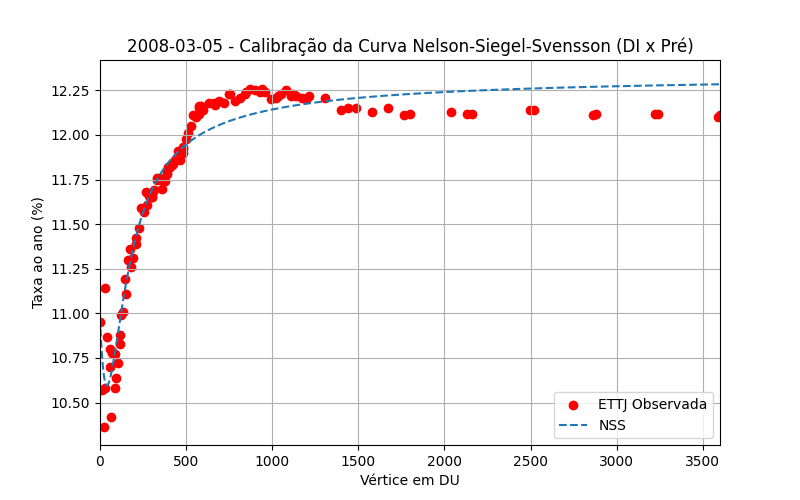 2008-03-05 - Calibração da Curva Nelson-Siegel-Svensson (DI x Pré)
Taxa ao ano (%)
12.25
12.00
11.75
11.50
11.25
11.00
10.75
10.50
ETTJ Observada
NSS
0 500 1000 1500 2000 2500 3000 3500
Vértice em DU